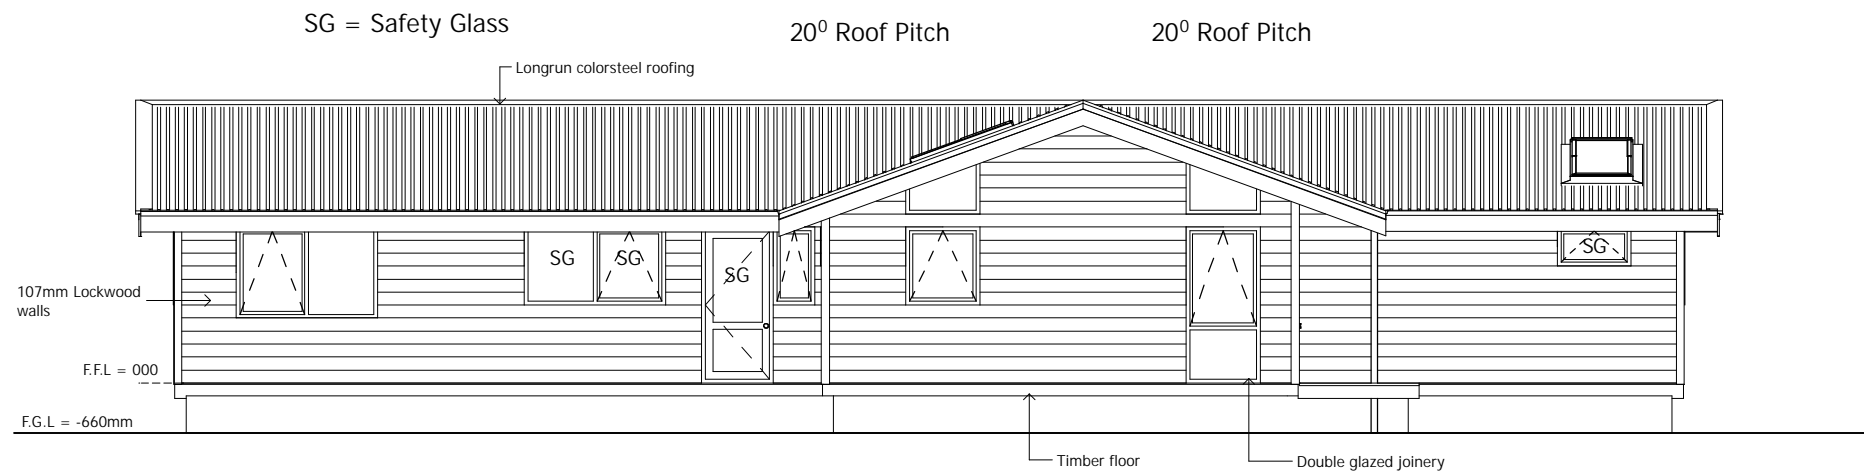 SG = Safety Glass
20⁰ Roof Pitch
20⁰ Roof Pitch
Longrun colorsteel roofing
SG
SG
SG
SG
107mm Lockwood
walls
F.F.L = 000
F.G.L = -660mm
Timber floor
Double glazed joinery